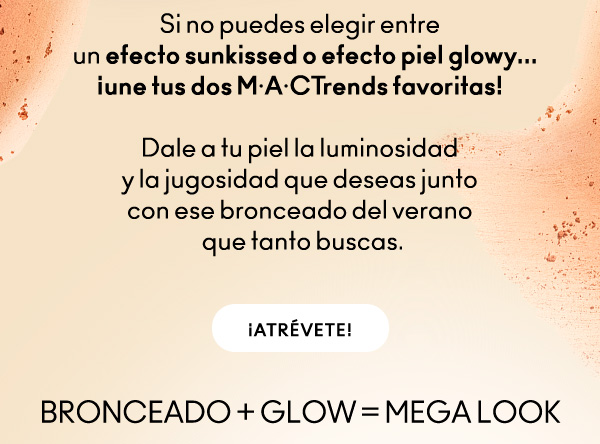 Si no puedes elegir entre
un efecto sunkissed o efecto piel glowy...
¡une tus dos M·A·CTrends favoritas!
Dale a tu piel la luminosidad
y la jugosidad que deseas junto
con ese bronceado del verano
que tanto buscas.
¡ATRÉVETE!
BRONCEADO + GLOW = MEGA LOOK